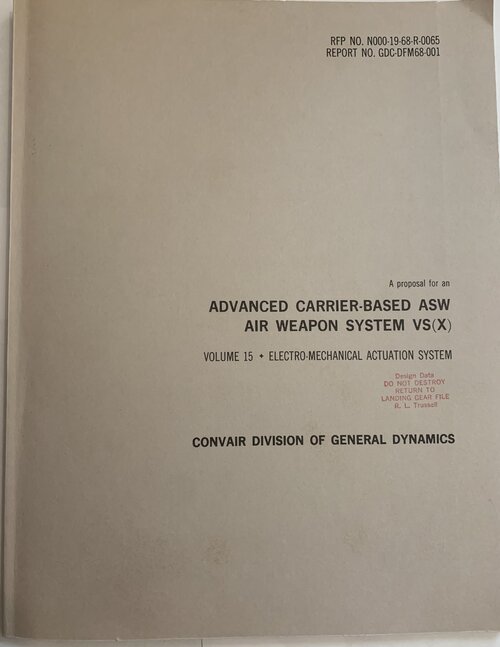 RFP NO. N000-19-68-R-0065
REPORT NO. GDC-DFM68-001
A proposal for an
ADVANCED CARRIER-BASED ASW
AIR WEAPON SYSTEM VS(X)
VOLUME 15 • ELECTRO-MECHANICAL ACTUATION SYSTEM
Design Data
DO NOT DESTROY
RETURN TO
LANDING GEAR FILE
R. L. Trussell
CONVAIR DIVISION OF GENERAL DYNAMICS